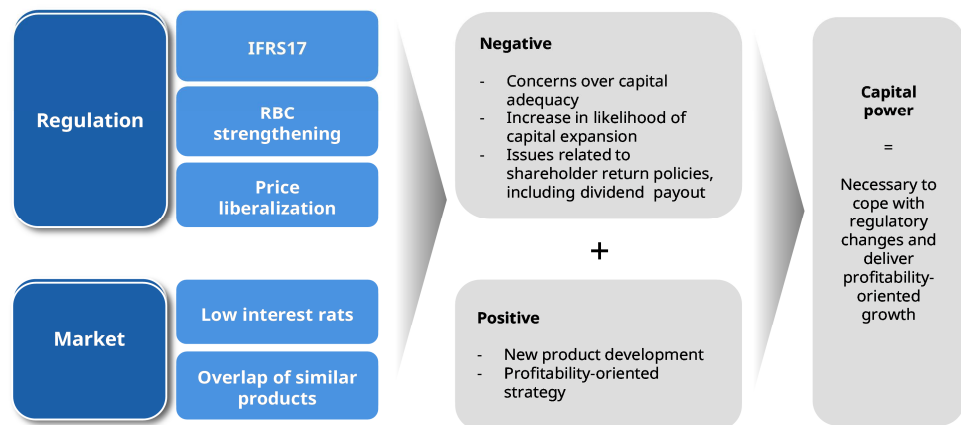 Regulation
IFRS17
RBC
strengthening
Price
liberalization
Market
Low interest rats
Overlap of similar
products
Negative
- Concerns over capital
adequacy
- Increase in likelihood of
capital expansion
- Issues related to
shareholder return policies,
including dividend payout
+
Positive
- New product development
- Profitability-oriented
strategy
Capital
power
=
Necessary to
cope with
regulatory
changes and
deliver
profitability-
oriented
growth